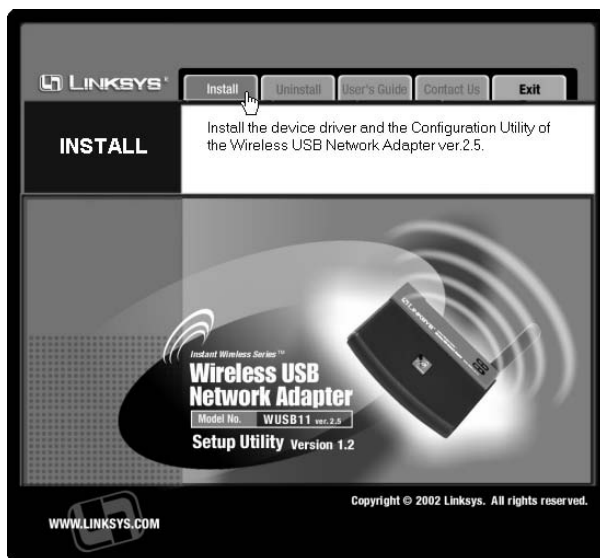 LINKSYS®
Install
Uninstall
User's Guide
Contact Us
Exit
INSTALL
Install the device driver and the Configuration Utility of
the Wireless USB Network Adapter ver.2.5.
LINKSYS
Instant Wireless Series™
Wireless USB
Network Adapter
Model No. WUSB11 ver. 2.5
Setup Utility Version 1.2
Copyright © 2002 Linksys. All rights reserved.
WWW.LINKSYS.COM